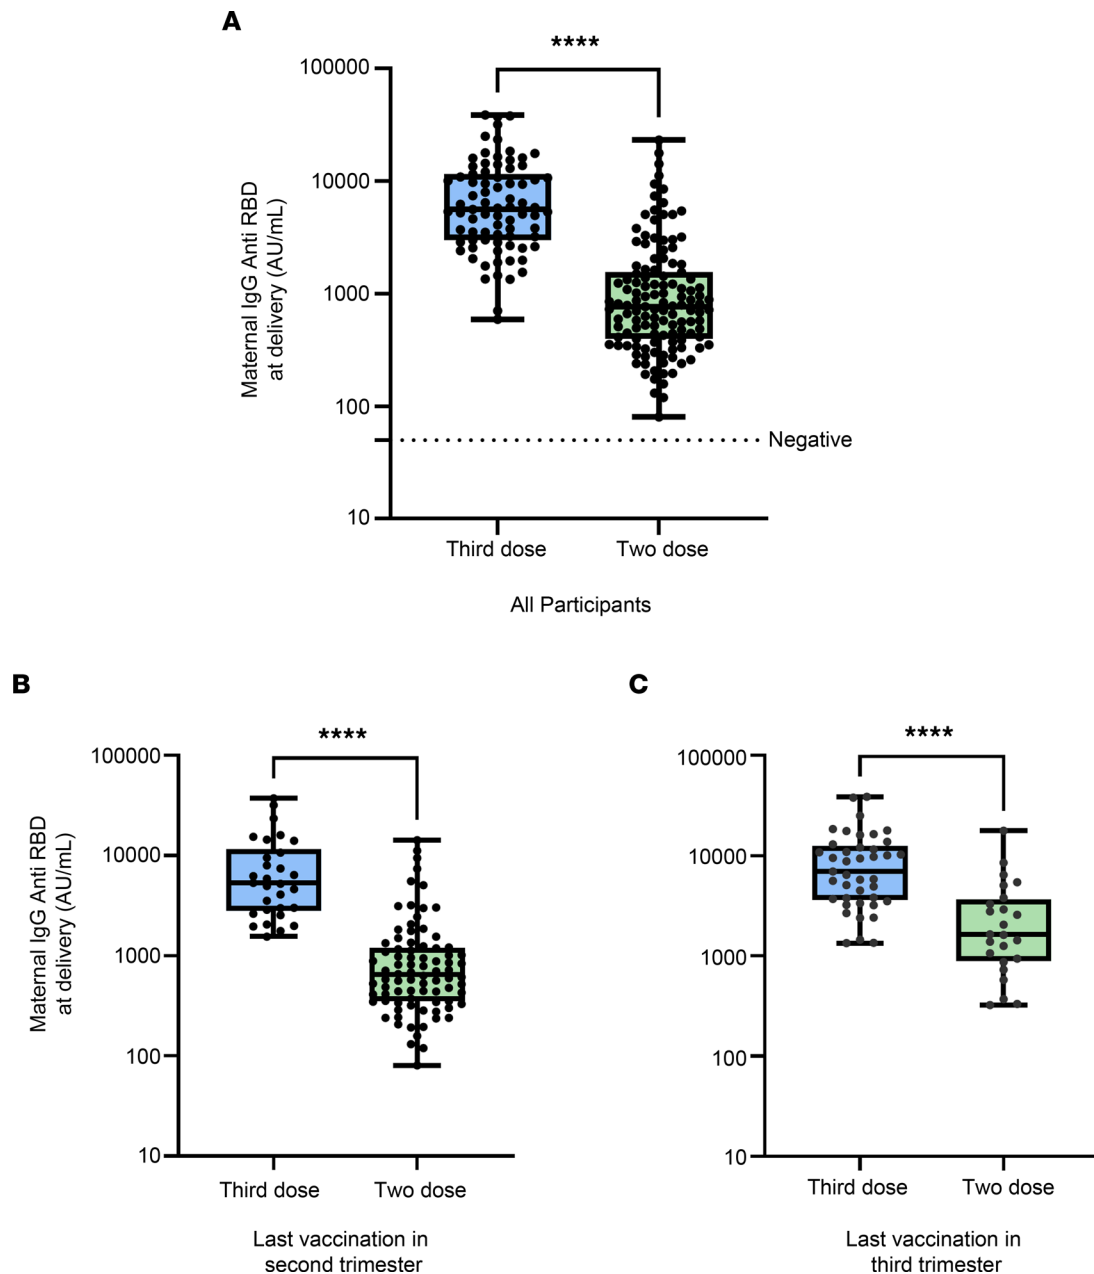 A
****
100000
10000
1000
100
10
Maternal IgG Anti RBD
at delivery (AU/mL)
Negative
Third dose
Two dose
All Participants
B
****
100000
10000
1000
100
10
Maternal IgG Anti RBD
at delivery (AU/mL)
Third dose
Two dose
Last vaccination in
second trimester
C
****
100000
10000
1000
100
10
Third dose
Two dose
Last vaccination in
third trimester